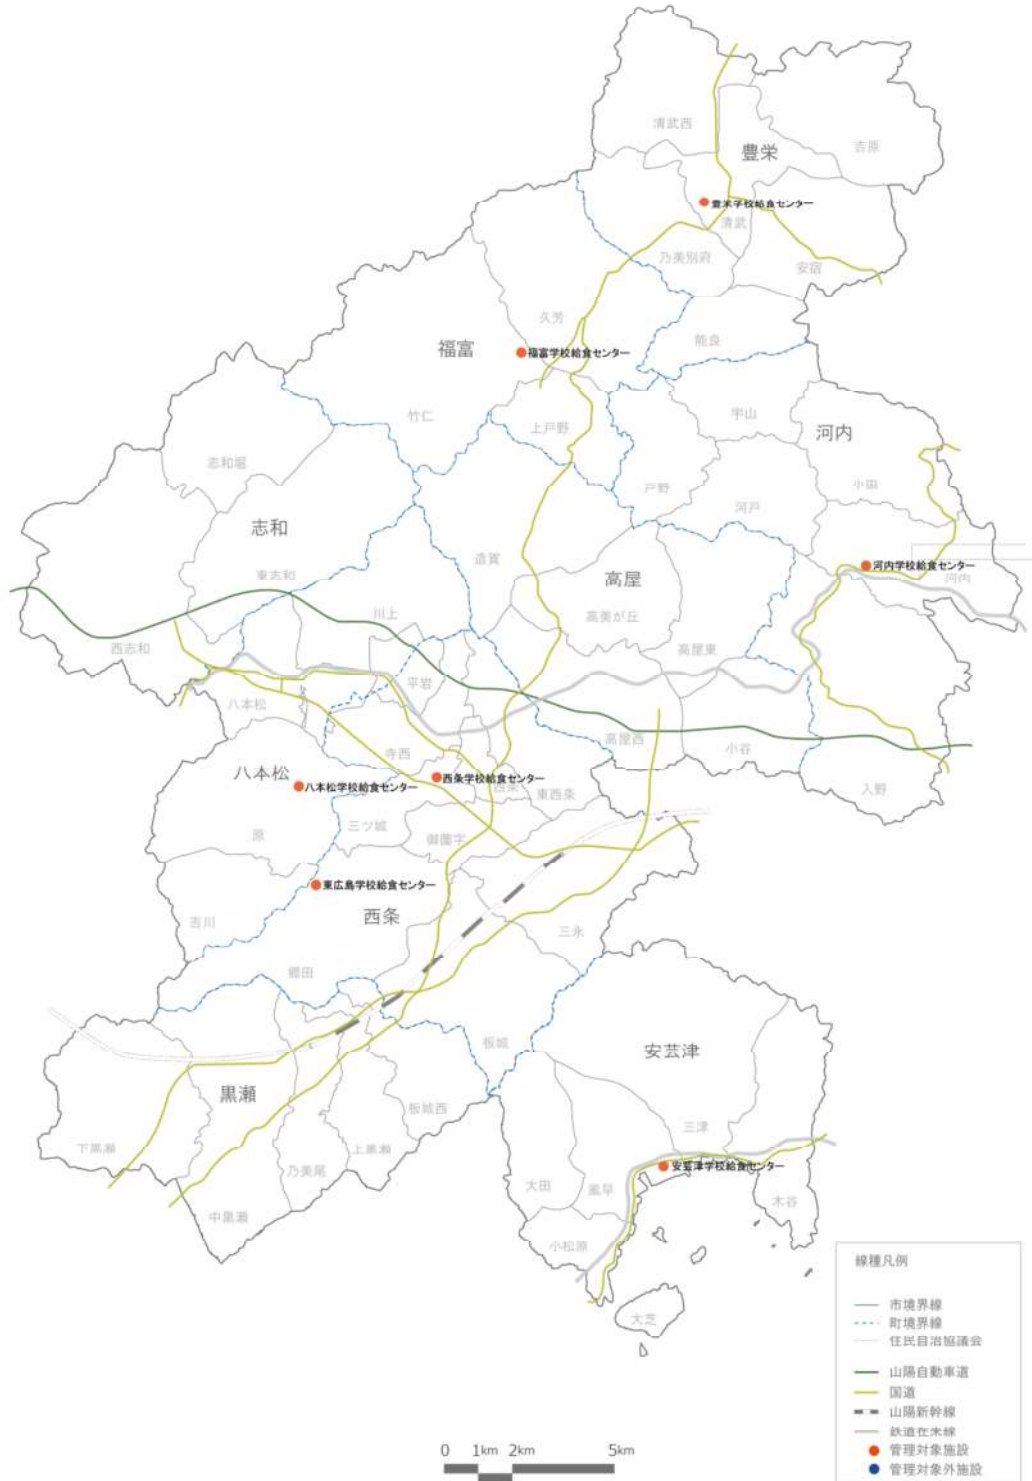 清武西
豊栄
吉原
豊栄学校給食センター
清武
乃美別府
安宿
久芳
福富
能良
福富学校給食センター
竹仁
宇山
上戸野
河内
志和堀
戸野
小田
河戸
志和
造賀
高屋
東志和
河内学校給食センター
河内
川上
高美が丘
西志和
高屋東
平岩
八本松
高屋西
小谷
寺西
八本松
西条学校給食センター
八本松学校給食センター
西条
東西条
入野
三ツ城
原
御薗宇
東広島学校給食センター
西条
吉川
三永
郷田
板城
安芸津
黒瀬
板城西
三津
下黒瀬
上黒瀬
乃美尾
安芸津学校給食センター
大田
風早
木谷
中黒瀬
小松原
大芝
線種凡例
市境界線
町境界線
住民自治協議会
山陽自動車道
国道
山陽新幹線
鉄道在来線
管理対象施設
管理対象外施設
0 1km 2km 5km